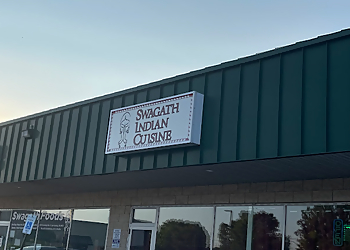 Swagath
Indian
Cuisine
Swagath Foods